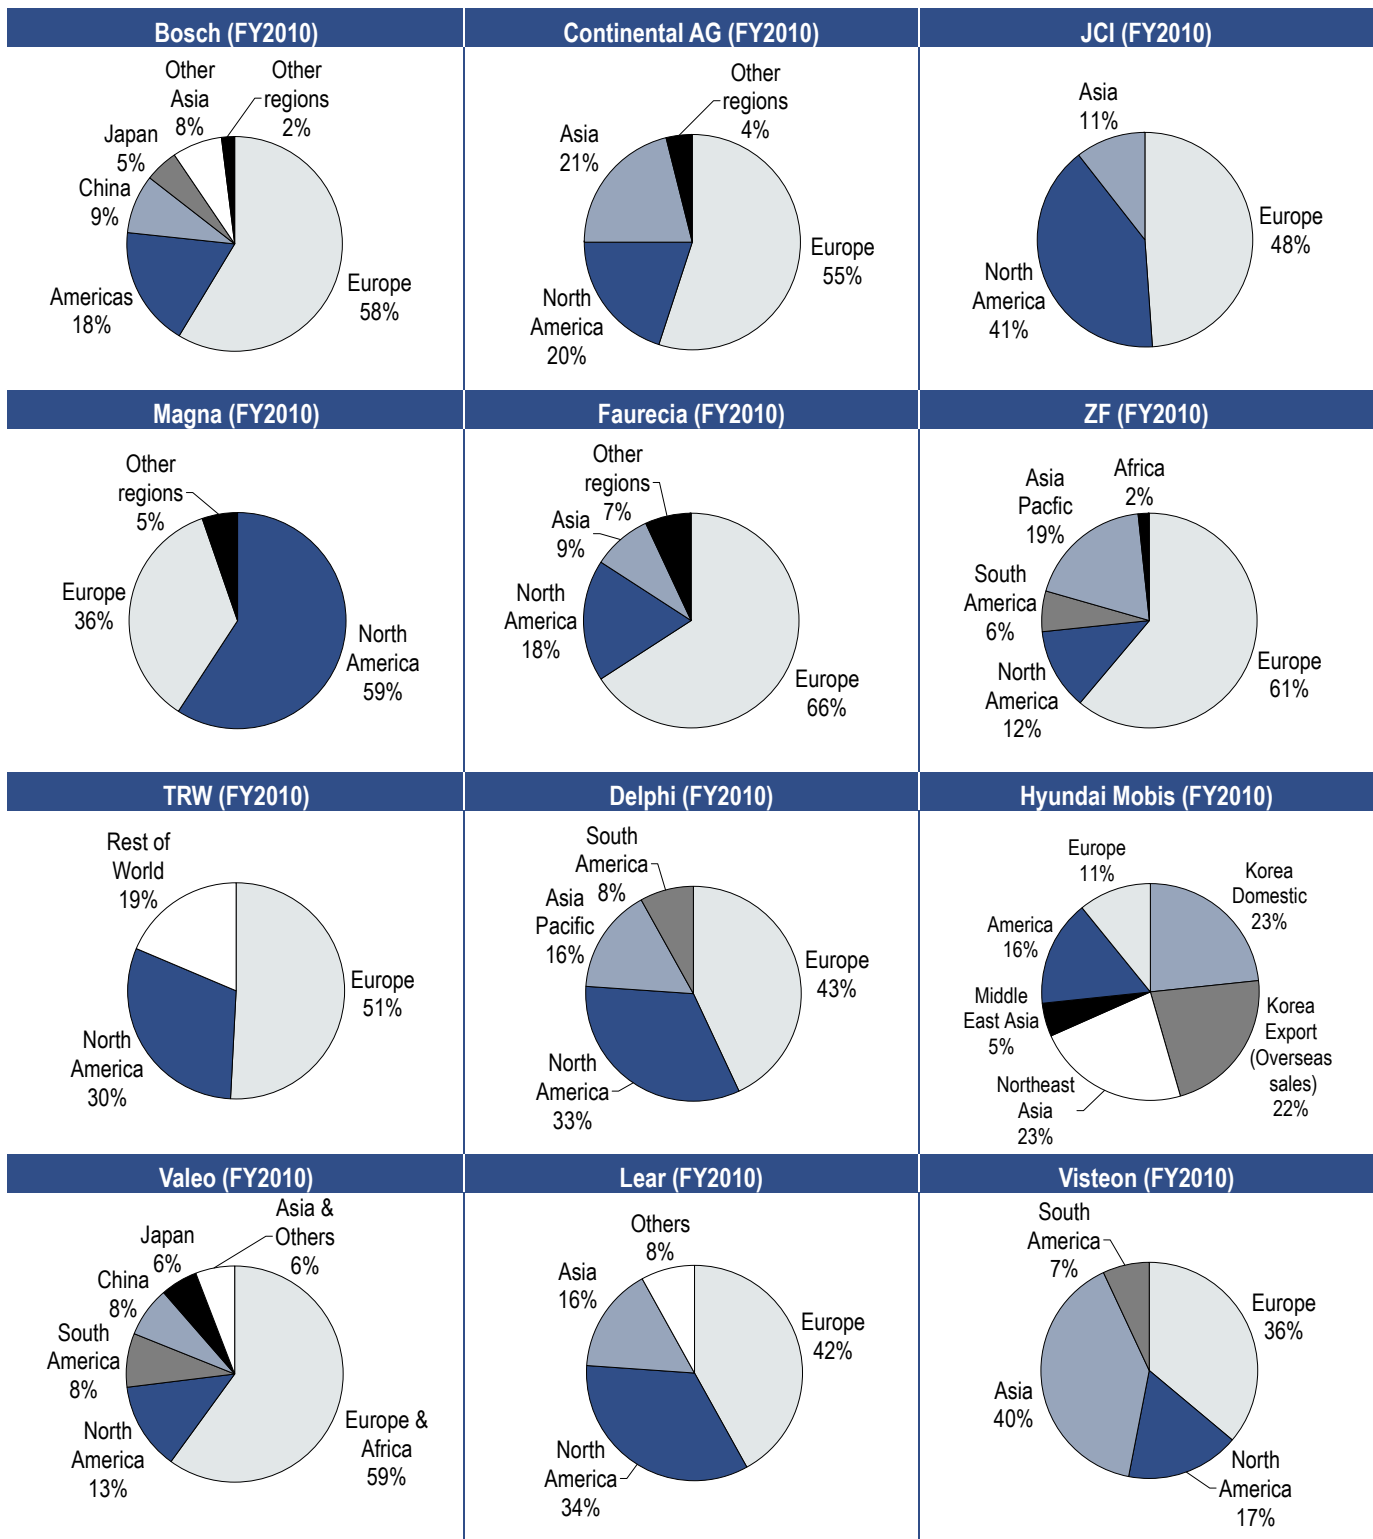 Bosch (FY2010)
Other
Asia
8%
Other
regions
2%
Japan
5%
China
9%
Americas
18%
Europe
58%
Continental AG (FY2010)
Other
regions
4%
Asia
21%
Europe
55%
North
America
20%
JCI (FY2010)
Asia
11%
Europe
48%
North
America
41%
Magna (FY2010)
Other
regions
5%
Europe
36%
North
America
59%
Faurecia (FY2010)
Other
regions
7%
Asia
9%
North
America
18%
Europe
66%
ZF (FY2010)
Africa
2%
Asia
Pacfic
19%
South
America
6%
North
America
12%
Europe
61%
TRW (FY2010)
Rest of
World
19%
Europe
51%
North
America
30%
Delphi (FY2010)
South
America
8%
Asia
Pacific
16%
Europe
43%
North
America
33%
Hyundai Mobis (FY2010)
Europe
11%
Korea
Domestic
23%
America
16%
Middle
East Asia
5%
Korea
Export
(Overseas
sales)
22%
Northeast
Asia
23%
Valeo (FY2010)
Asia &
Others
6%
Japan
6%
China
8%
South
America
8%
North
America
13%
Europe &
Africa
59%
Lear (FY2010)
Others
8%
Asia
16%
Europe
42%
North
America
34%
Visteon (FY2010)
South
America
7%
Europe
36%
Asia
40%
North
America
17%